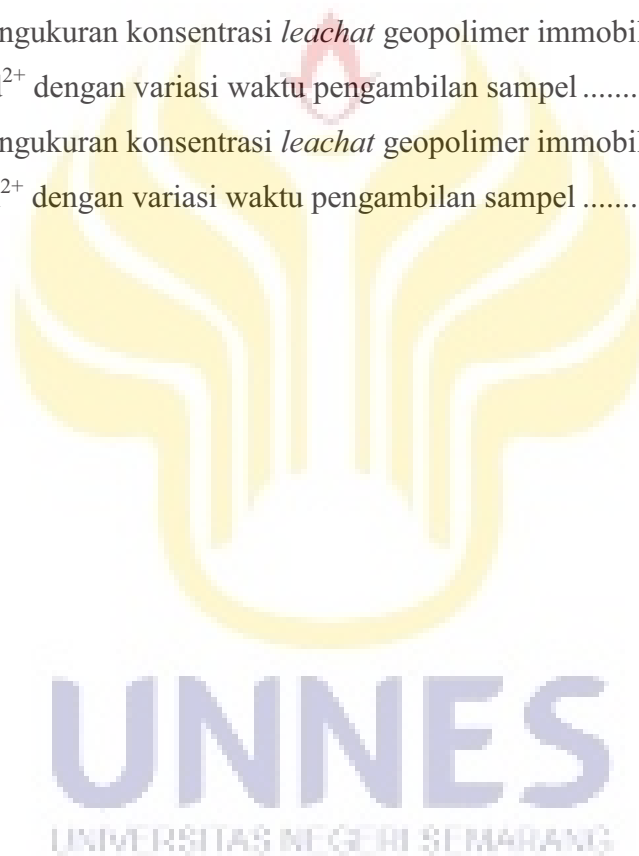 ngukuran konsentrasi leachat geopolimer immobil
²⁺ dengan variasi waktu pengambilan sampel ........
ngukuran konsentrasi leachat geopolimer immobil
²⁺ dengan variasi waktu pengambilan sampel ........
UNNES
UNIVERSITAS NEGERI SEMARANG